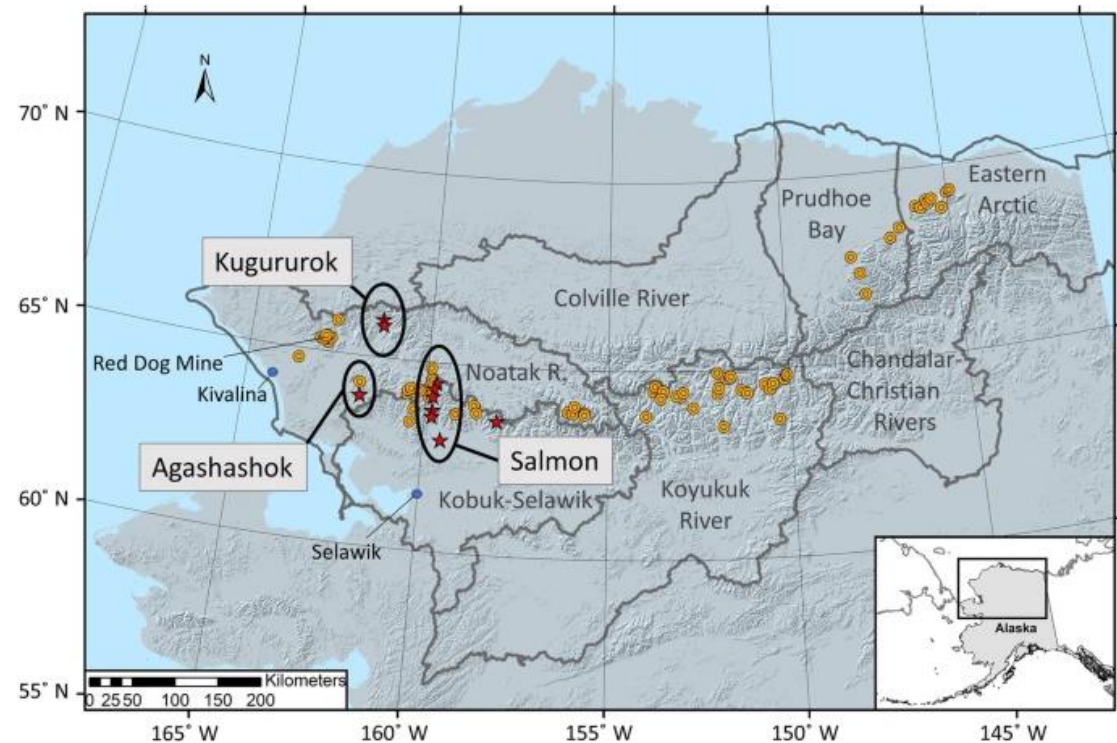 N
70° N
65° N
60° N
55° N
165° W
160° W
155° W
150° W
145° W
Eastern
Arctic
Prudhoe
Bay
Kugururok
Colville River
Red Dog Mine
Kivalina
Noatak R.
Chandalar-
Christian
Rivers
Agashashok
Salmon
Kobuk-Selawik
Koyukuk
River
Selawik
Alaska
Kilometers
0 25 50 100 150 200